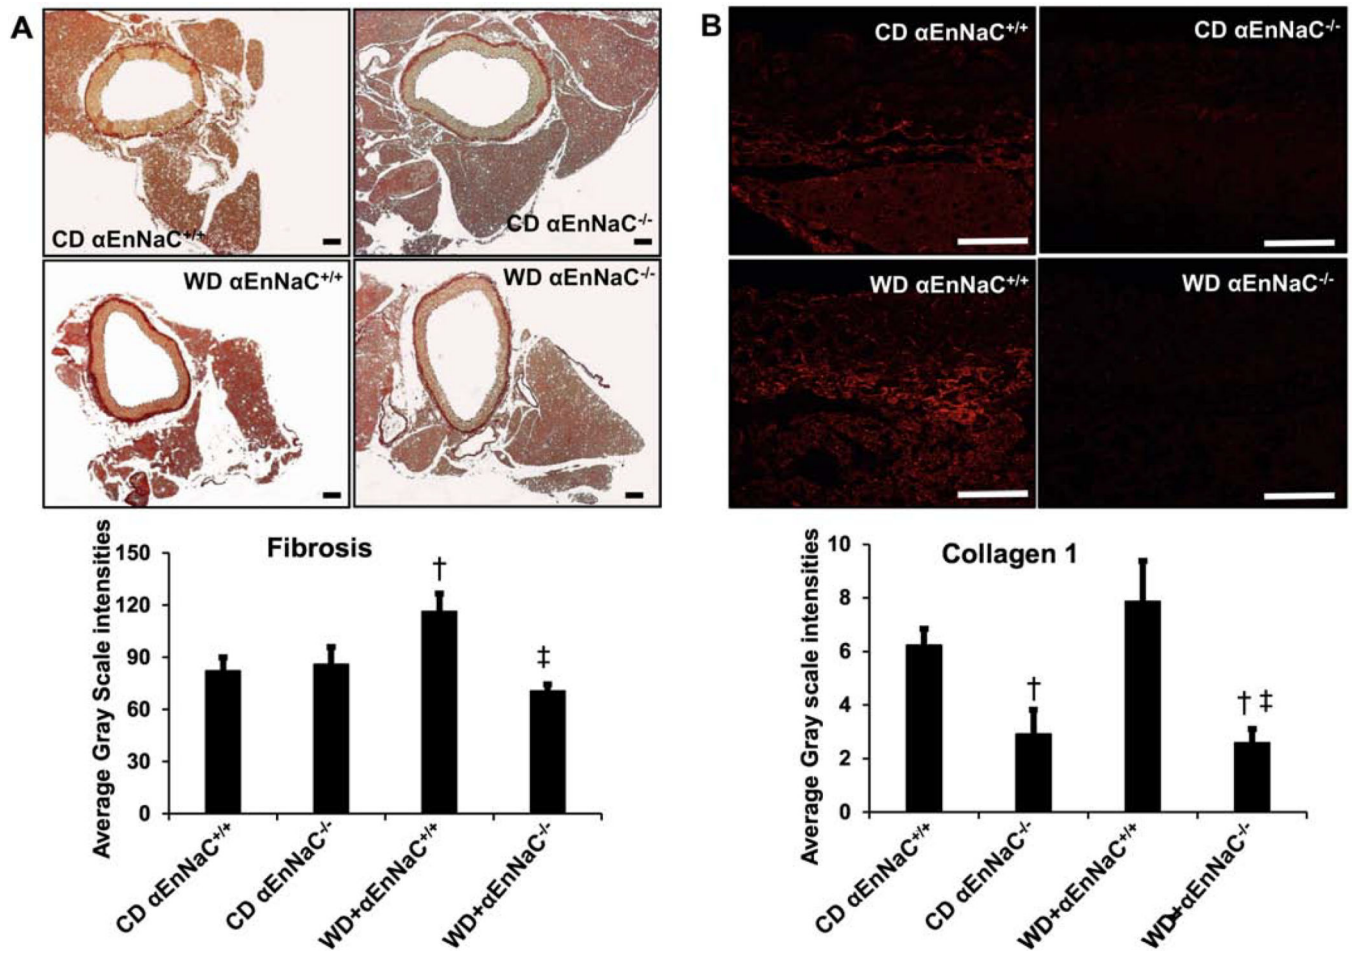 A
CD αEnNaC+/+
CD αEnNaC-/-
WD αEnNaC+/+
WD αEnNaC-/-
B
CD αEnNaC+/+
CD αEnNaC-/-
WD αEnNaC+/+
WD αEnNaC-/-
Fibrosis
Average Gray Scale intensities
150
120
90
60
30
0
†
‡
CD αEnNaC+/+
CD αEnNaC-/-
WD+αEnNaC+/+
WD+αEnNaC-/-
Collagen 1
Average Gray scale intensities
10
8
6
4
2
0
†
† ‡
CD αEnNaC+/+
CD αEnNaC-/-
WD+αEnNaC+/+
WD+αEnNaC-/-